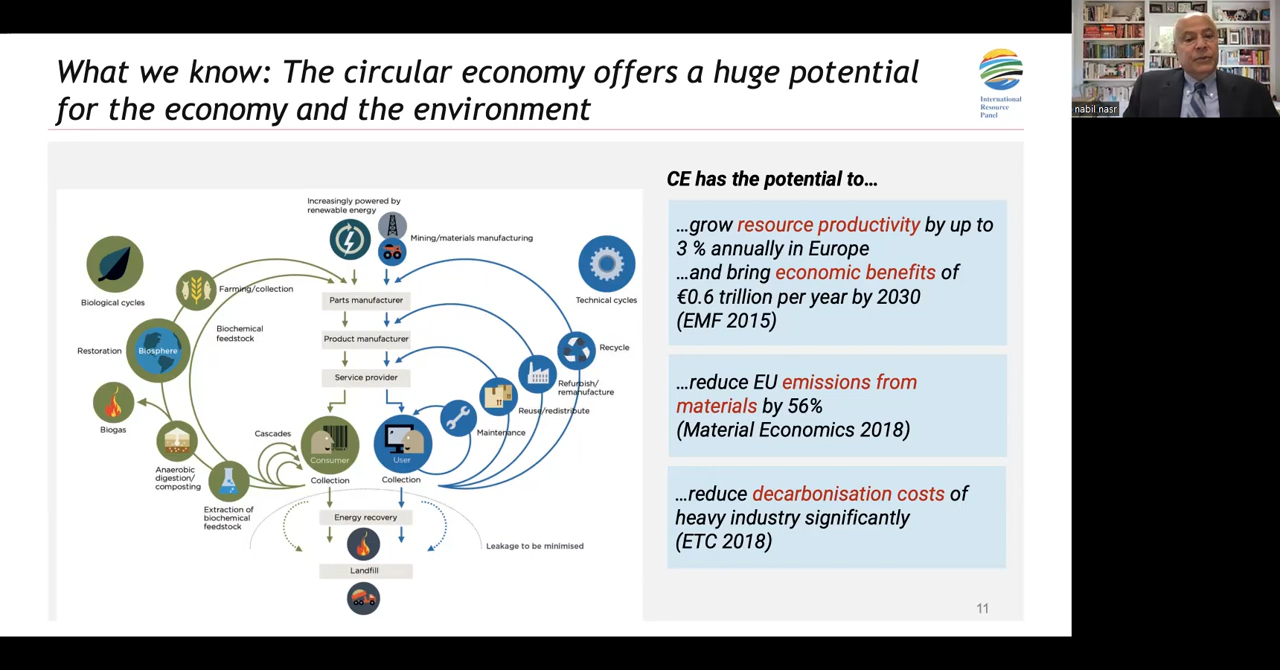 What we know: The circular economy offers a huge potential
for the economy and the environment
International
Resource
Panel
nabil nasr
Increasingly powered by
renewable energy
Mining/materials manufacturing
Biological cycles
Farming/collection
Parts manufacturer
Technical cycles
Biochemical
feedstock
Product manufacturer
Restoration
Biosphere
Recycle
Service provider
Refurbish/
remanufacture
Reuse/redistribute
Biogas
Cascades
Maintenance
Consumer
User
Anaerobic
digestion/
composting
Collection
Collection
Extraction of
biochemical
feedstock
Energy recovery
Leakage to be minimised
Landfill
CE has the potential to…
…grow resource productivity by up to
3 % annually in Europe
…and bring economic benefits of
€0.6 trillion per year by 2030
(EMF 2015)
…reduce EU emissions from
materials by 56%
(Material Economics 2018)
…reduce decarbonisation costs of
heavy industry significantly
(ETC 2018)
11